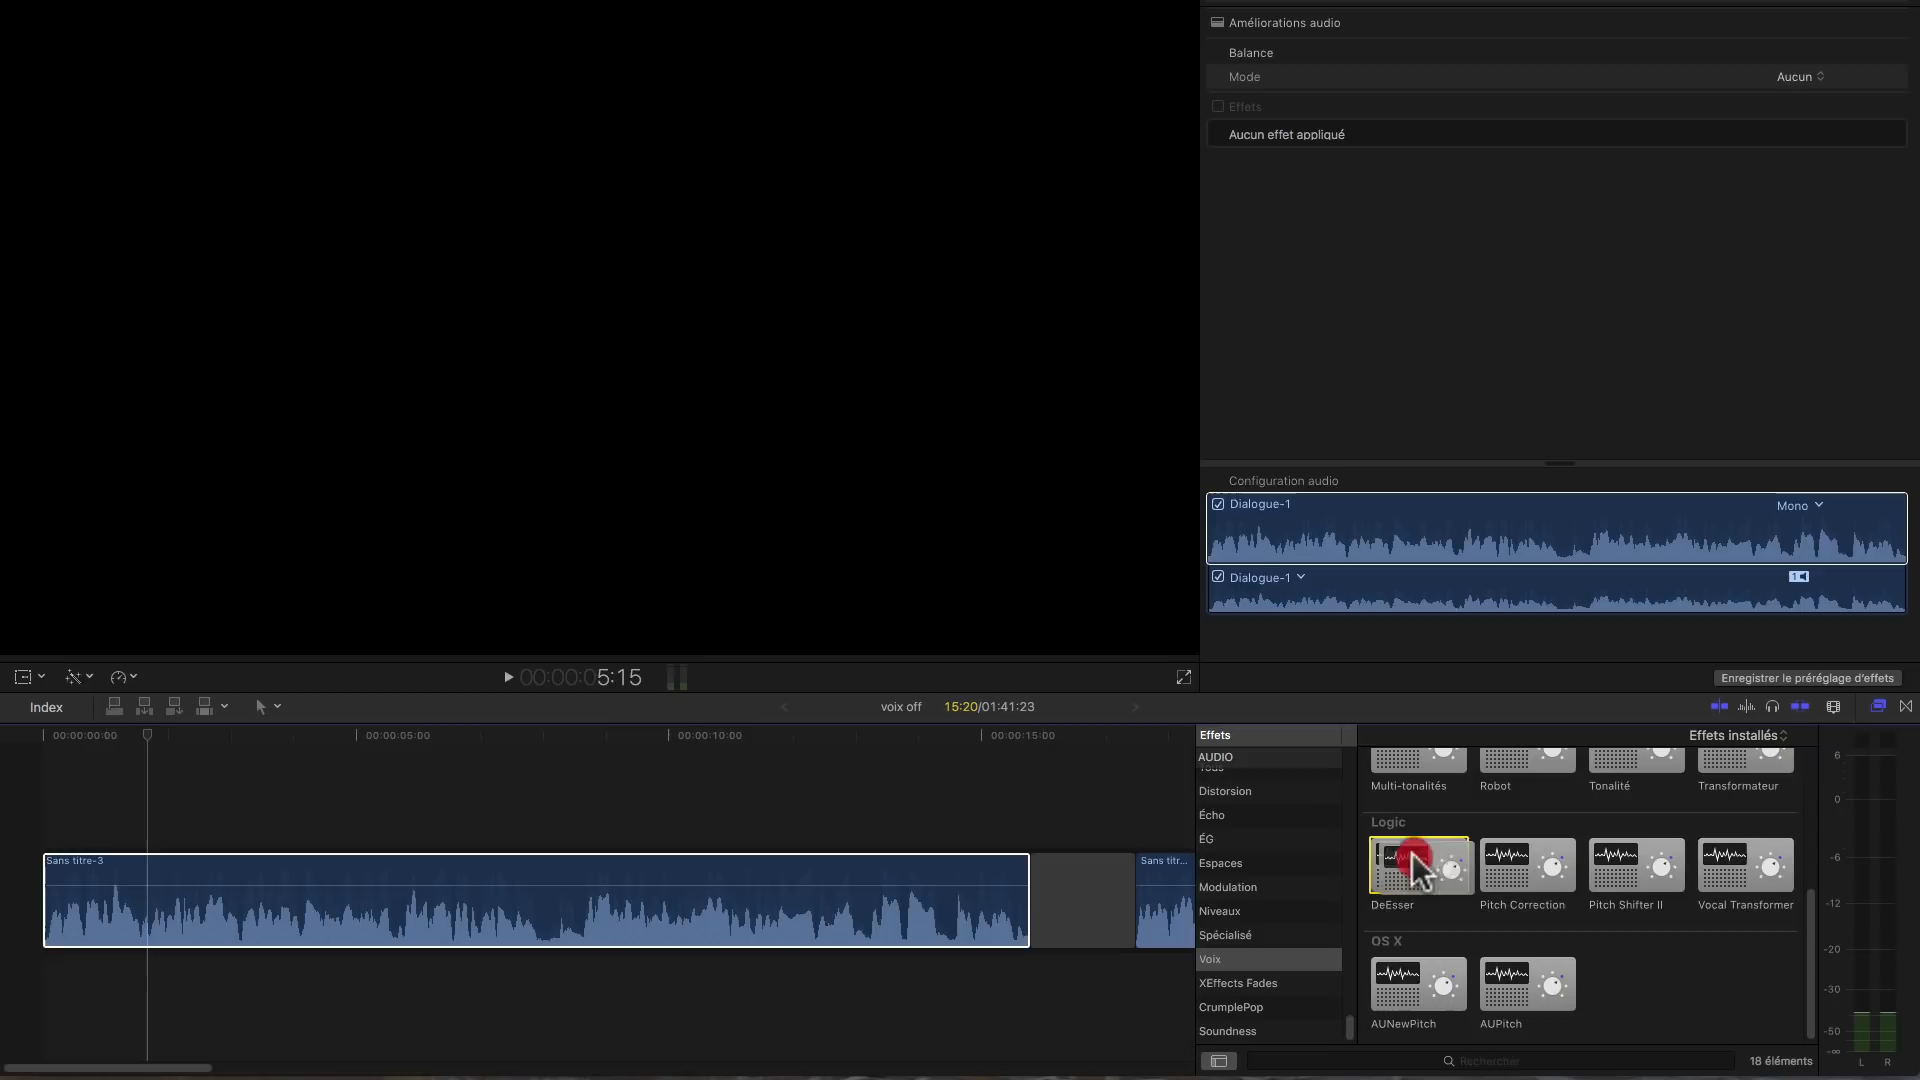 Améliorations audio
Balance
Mode
Aucun
Effets
Aucun effet appliqué
Configuration audio
Dialogue-1
Mono
Dialogue-1
1
00:00:05:15
Enregistrer le préréglage d'effets
Index
voix off
15:20/01:41:23
00:00:00:00
00:00:05:00
00:00:10:00
00:00:15:00
Sans titre-3
Sans titr...
Effets
Effets installés
AUDIO
Tous
Distorsion
Écho
ÉG
Espaces
Modulation
Niveaux
Spécialisé
Voix
XEffects Fades
CrumplePop
Soundness
Multi-tonalités
Robot
Tonalité
Transformateur
Logic
DeEsser
Pitch Correction
Pitch Shifter II
Vocal Transformer
OS X
AUNewPitch
AUPitch
Rechercher
18 éléments
6
0
-6
-12
-20
-30
-50
-∞
L
R